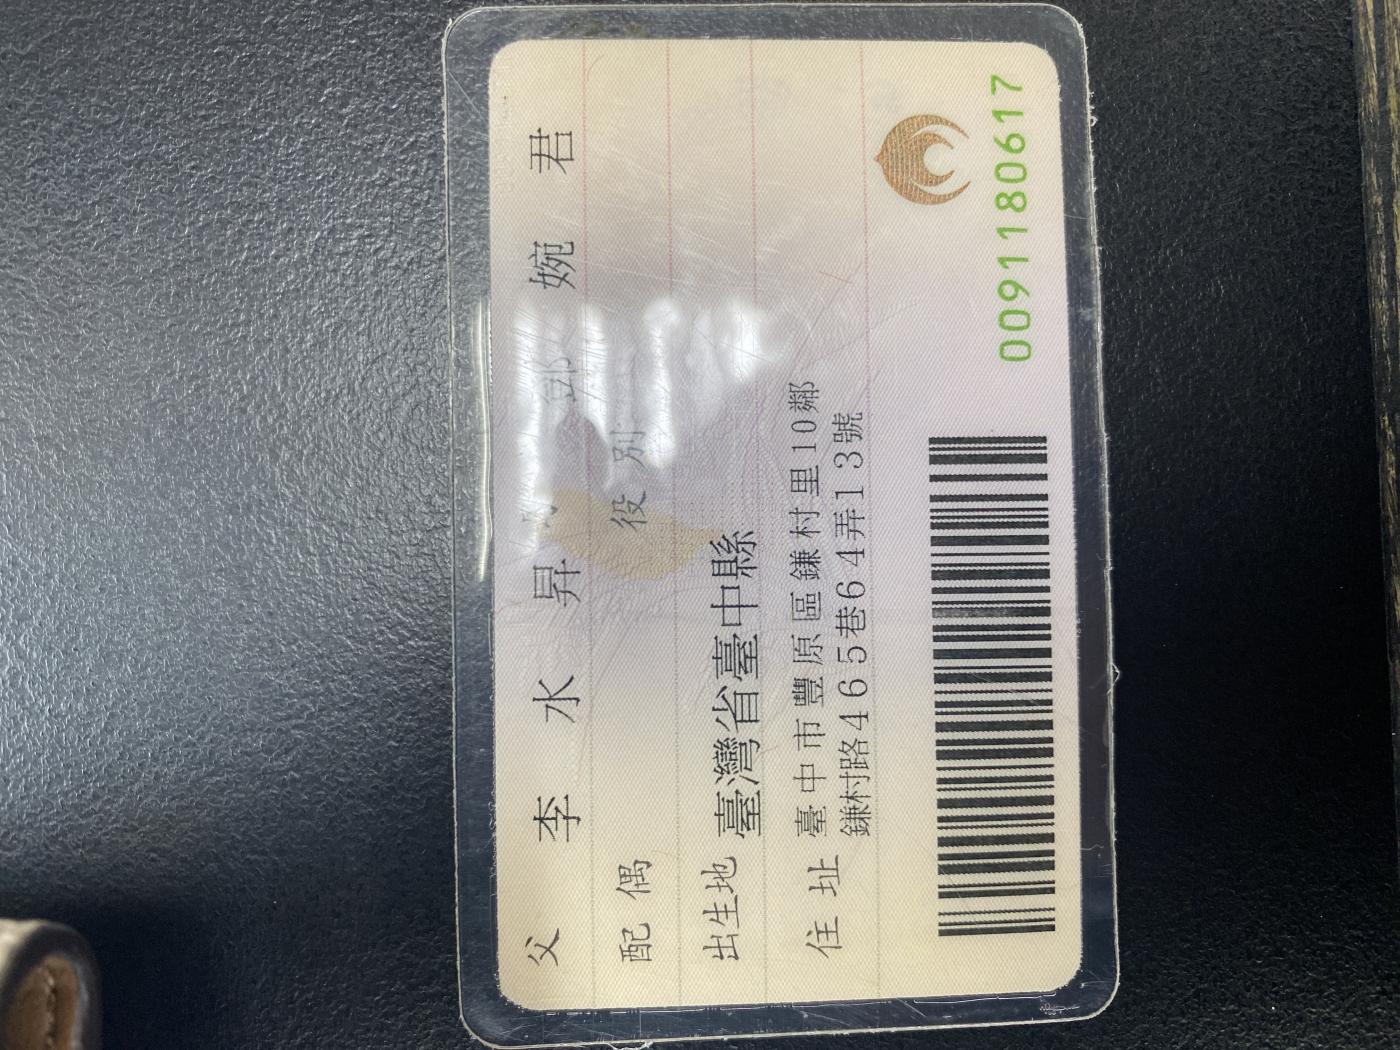 父 李水昇 鄧婉君
配偶 役別
出生地 臺灣省臺中縣
住址 臺中市豐原區鎌村里10鄰
鎌村路465巷64弄13號
0091180617